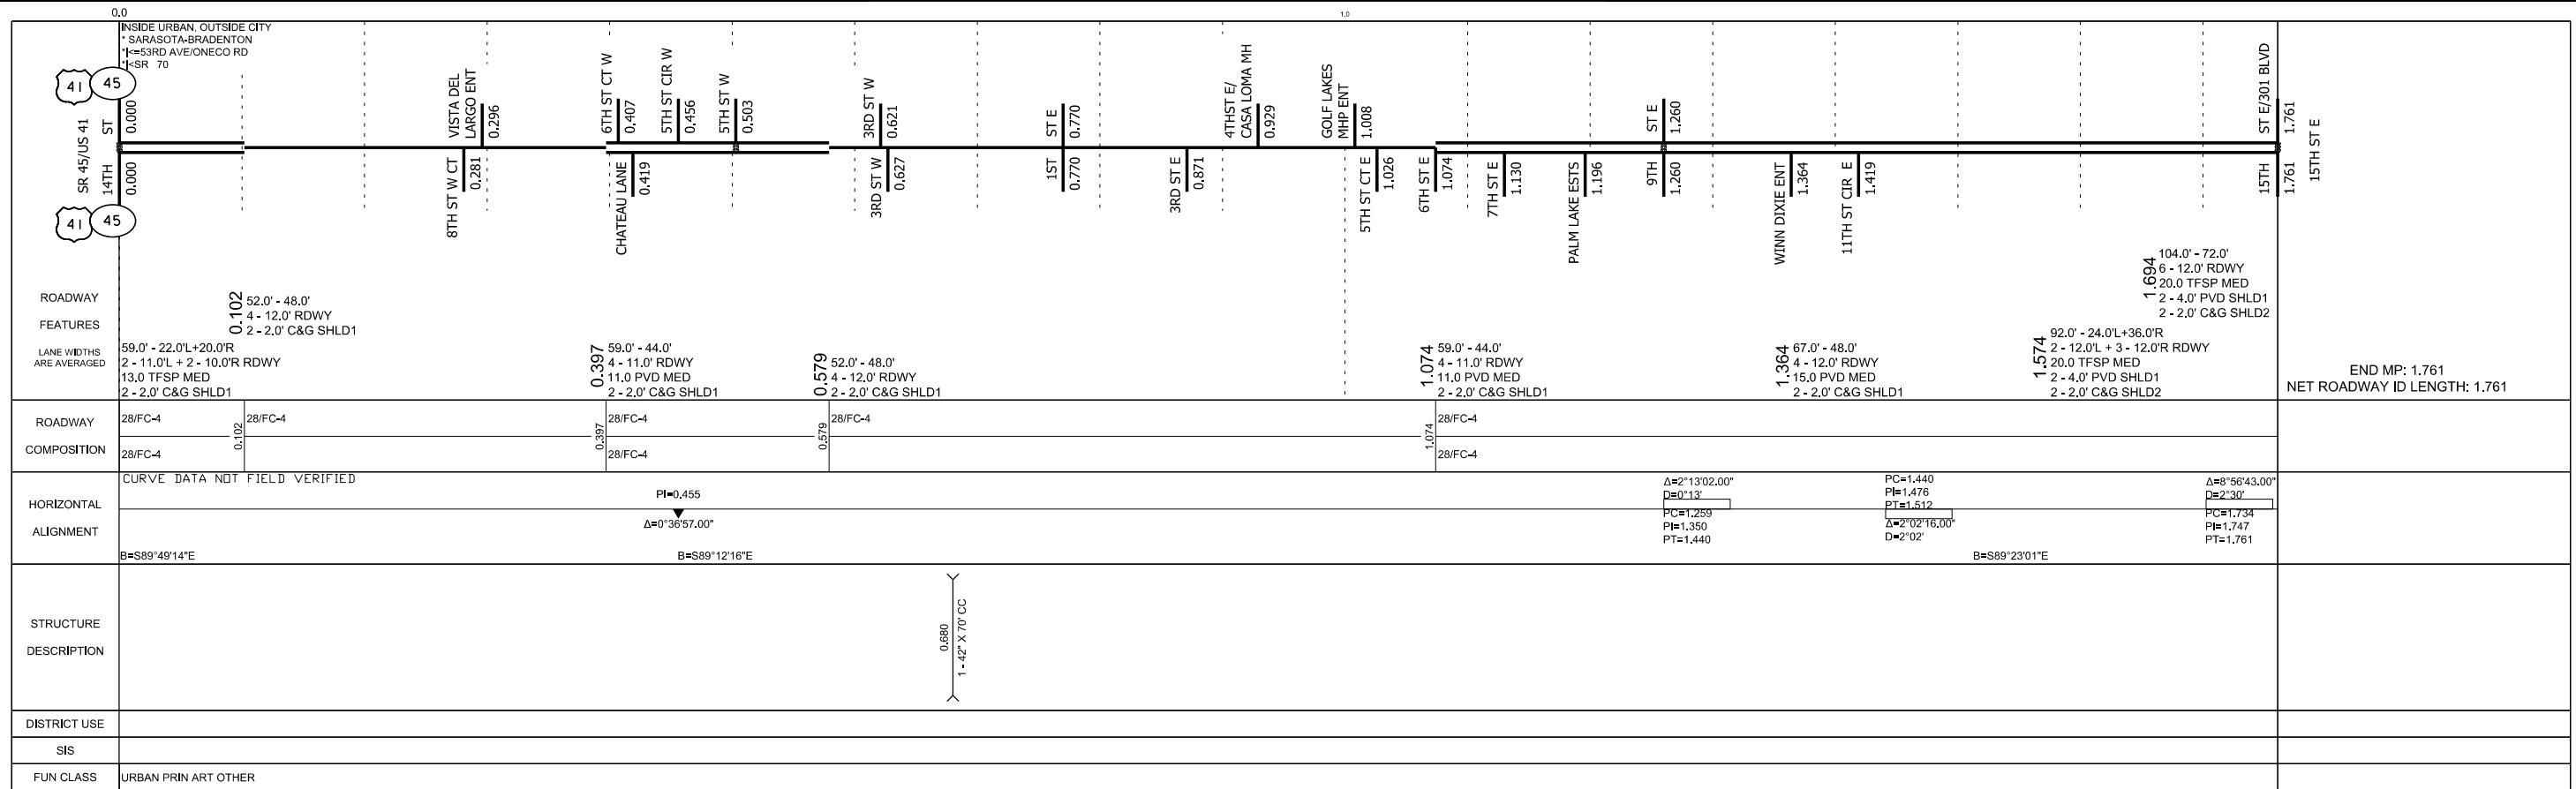 0.0
1.0
INSIDE URBAN, OUTSIDE CITY
* SARASOTA-BRADENTON
*|<=53RD AVE/ONECO RD
*|<SR 70
41
45
SR 45/US 41
14TH ST
0.000
0.000
41
45
VISTA DEL
LARGO ENT
0.296
8TH ST W CT
0.281
6TH ST CT W
0.407
CHATEAU LANE
0.419
5TH ST CIR W
0.456
5TH ST W
0.503
3RD ST W
0.621
3RD ST W
0.627
1ST ST E
0.770
0.770
3RD ST E
0.871
4THST E/
CASA LOMA MH
0.929
GOLF LAKES
MHP ENT
1.008
5TH ST CT E
1.026
6TH ST E
1.074
7TH ST E
1.130
PALM LAKE ESTS
1.196
9TH ST E
1.260
1.260
WINN DIXIE ENT
1.364
11TH ST CIR E
1.419
15TH ST E/301 BLVD
1.761
1.761
15TH ST E
ROADWAY
FEATURES
LANE WIDTHS
ARE AVERAGED
59.0' - 22.0'L+20.0'R
2 - 11.0'L + 2 - 10.0'R RDWY
13.0 TFSP MED
2 - 2.0' C&G SHLD1
0.102
52.0' - 48.0'
4 - 12.0' RDWY
2 - 2.0' C&G SHLD1
0.397
59.0' - 44.0'
4 - 11.0' RDWY
11.0 PVD MED
2 - 2.0' C&G SHLD1
0.579
52.0' - 48.0'
4 - 12.0' RDWY
2 - 2.0' C&G SHLD1
1.074
59.0' - 44.0'
4 - 11.0' RDWY
11.0 PVD MED
2 - 2.0' C&G SHLD1
1.364
67.0' - 48.0'
4 - 12.0' RDWY
15.0 PVD MED
2 - 2.0' C&G SHLD1
1.574
92.0' - 24.0'L+36.0'R
2 - 12.0'L + 3 - 12.0'R RDWY
20.0 TFSP MED
2 - 4.0' PVD SHLD1
2 - 2.0' C&G SHLD2
1.694
104.0' - 72.0'
6 - 12.0' RDWY
20.0 TFSP MED
2 - 4.0' PVD SHLD1
2 - 2.0' C&G SHLD2
END MP: 1.761
NET ROADWAY ID LENGTH: 1.761
ROADWAY
COMPOSITION
28/FC-4
28/FC-4
0.102
28/FC-4
0.397
28/FC-4
28/FC-4
0.579
28/FC-4
1.074
28/FC-4
28/FC-4
HORIZONTAL
ALIGNMENT
CURVE DATA NOT FIELD VERIFIED
PI=0.455
Δ=0°36'57.00"
B=S89°49'14"E
B=S89°12'16"E
Δ=2°13'02.00"
D=0°13'
PC=1.259
PI=1.350
PT=1.440
PC=1.440
PI=1.476
PT=1.512
Δ=2°02'16.00"
D=2°02'
B=S89°23'01"E
Δ=8°56'43.00"
D=2°30'
PC=1.734
PI=1.747
PT=1.761
STRUCTURE
DESCRIPTION
0.680
1 - 42" X 70' CC
DISTRICT USE
SIS
FUN CLASS
URBAN PRIN ART OTHER